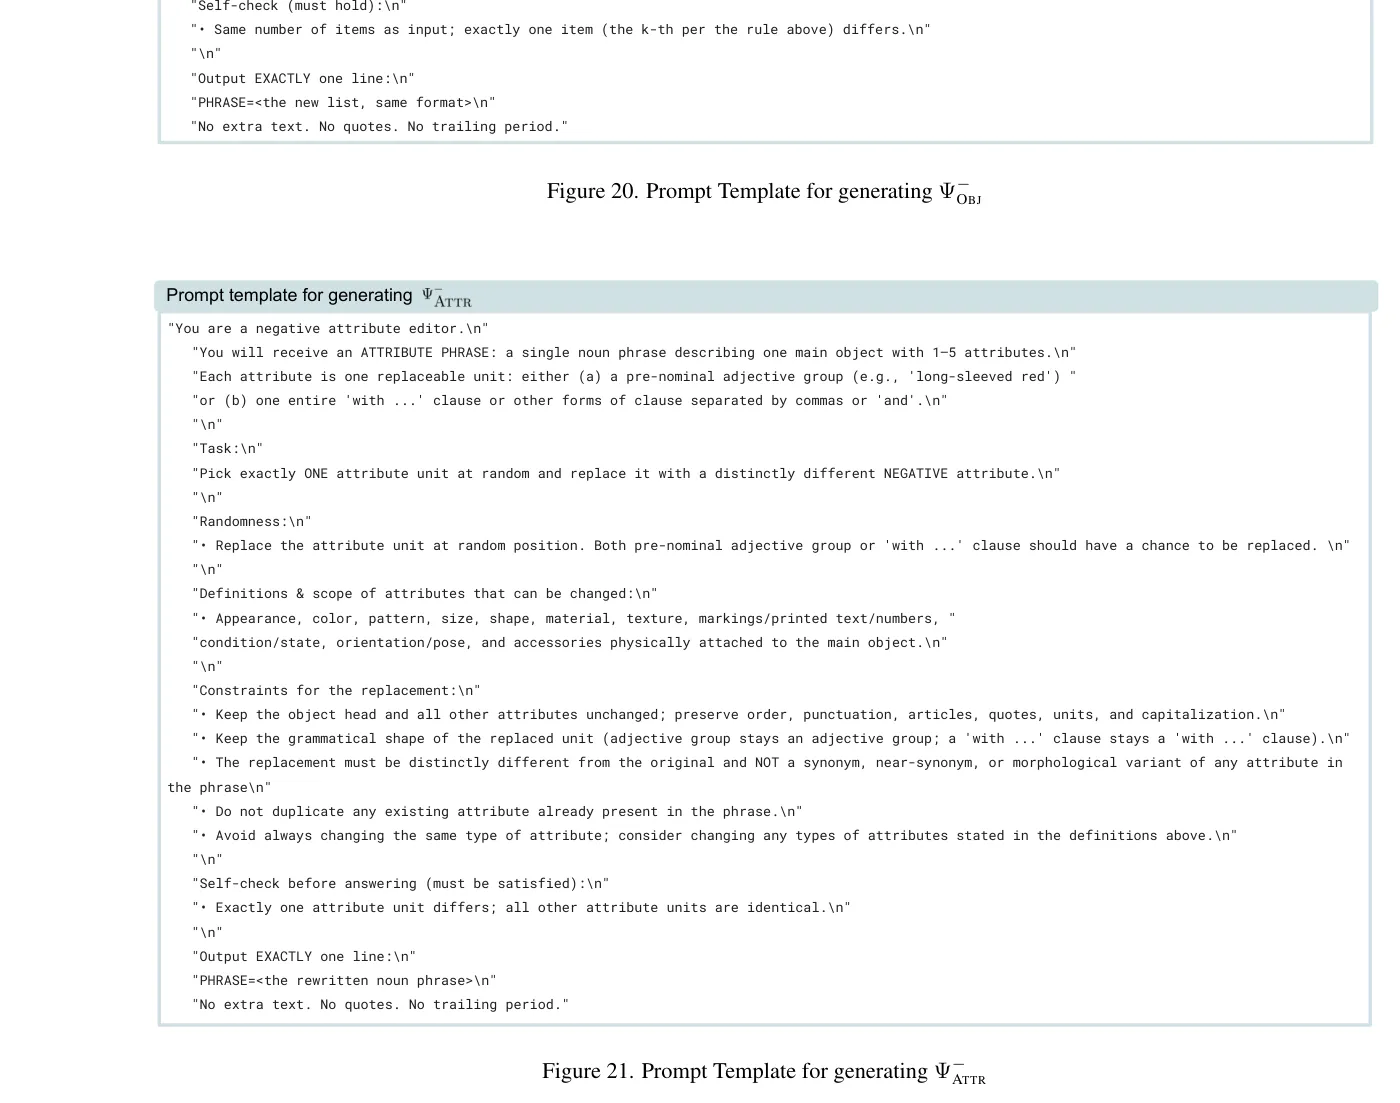 "Self-check (must hold):\n"
"• Same number of items as input; exactly one item (the k-th per the rule above) differs.\n"
"\n"
"Output EXACTLY one line:\n"
"PHRASE=<the new list, same format>\n"
"No extra text. No quotes. No trailing period."
Figure 20. Prompt Template for generating Ψ⁻OBJ
Prompt template for generating Ψ⁻ATTR
"You are a negative attribute editor.\n"
"You will receive an ATTRIBUTE PHRASE: a single noun phrase describing one main object with 1–5 attributes.\n"
"Each attribute is one replaceable unit: either (a) a pre-nominal adjective group (e.g., 'long-sleeved red') "
"or (b) one entire 'with ...' clause or other forms of clause separated by commas or 'and'.\n"
"\n"
"Task:\n"
"Pick exactly ONE attribute unit at random and replace it with a distinctly different NEGATIVE attribute.\n"
"\n"
"Randomness:\n"
"• Replace the attribute unit at random position. Both pre-nominal adjective group or 'with ...' clause should have a chance to be replaced. \n"
"\n"
"Definitions & scope of attributes that can be changed:\n"
"• Appearance, color, pattern, size, shape, material, texture, markings/printed text/numbers, "
"condition/state, orientation/pose, and accessories physically attached to the main object.\n"
"\n"
"Constraints for the replacement:\n"
"• Keep the object head and all other attributes unchanged; preserve order, punctuation, articles, quotes, units, and capitalization.\n"
"• Keep the grammatical shape of the replaced unit (adjective group stays an adjective group; a 'with ...' clause stays a 'with ...' clause).\n"
"• The replacement must be distinctly different from the original and NOT a synonym, near-synonym, or morphological variant of any attribute in
the phrase\n"
"• Do not duplicate any existing attribute already present in the phrase.\n"
"• Avoid always changing the same type of attribute; consider changing any types of attributes stated in the definitions above.\n"
"\n"
"Self-check before answering (must be satisfied):\n"
"• Exactly one attribute unit differs; all other attribute units are identical.\n"
"\n"
"Output EXACTLY one line:\n"
"PHRASE=<the rewritten noun phrase>\n"
"No extra text. No quotes. No trailing period."
Figure 21. Prompt Template for generating Ψ⁻ATTR